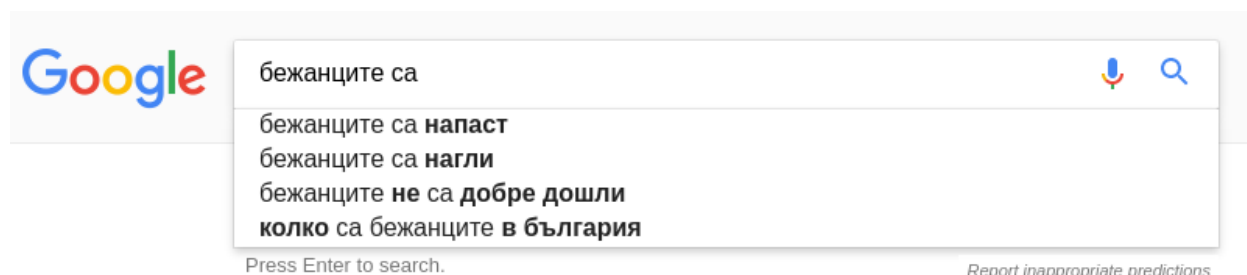 Google
бежанците са
бежанците са напаст
бежанците са нагли
бежанците не са добре дошли
колко са бежанците в българия
Press Enter to search.
Report inappropriate predictions